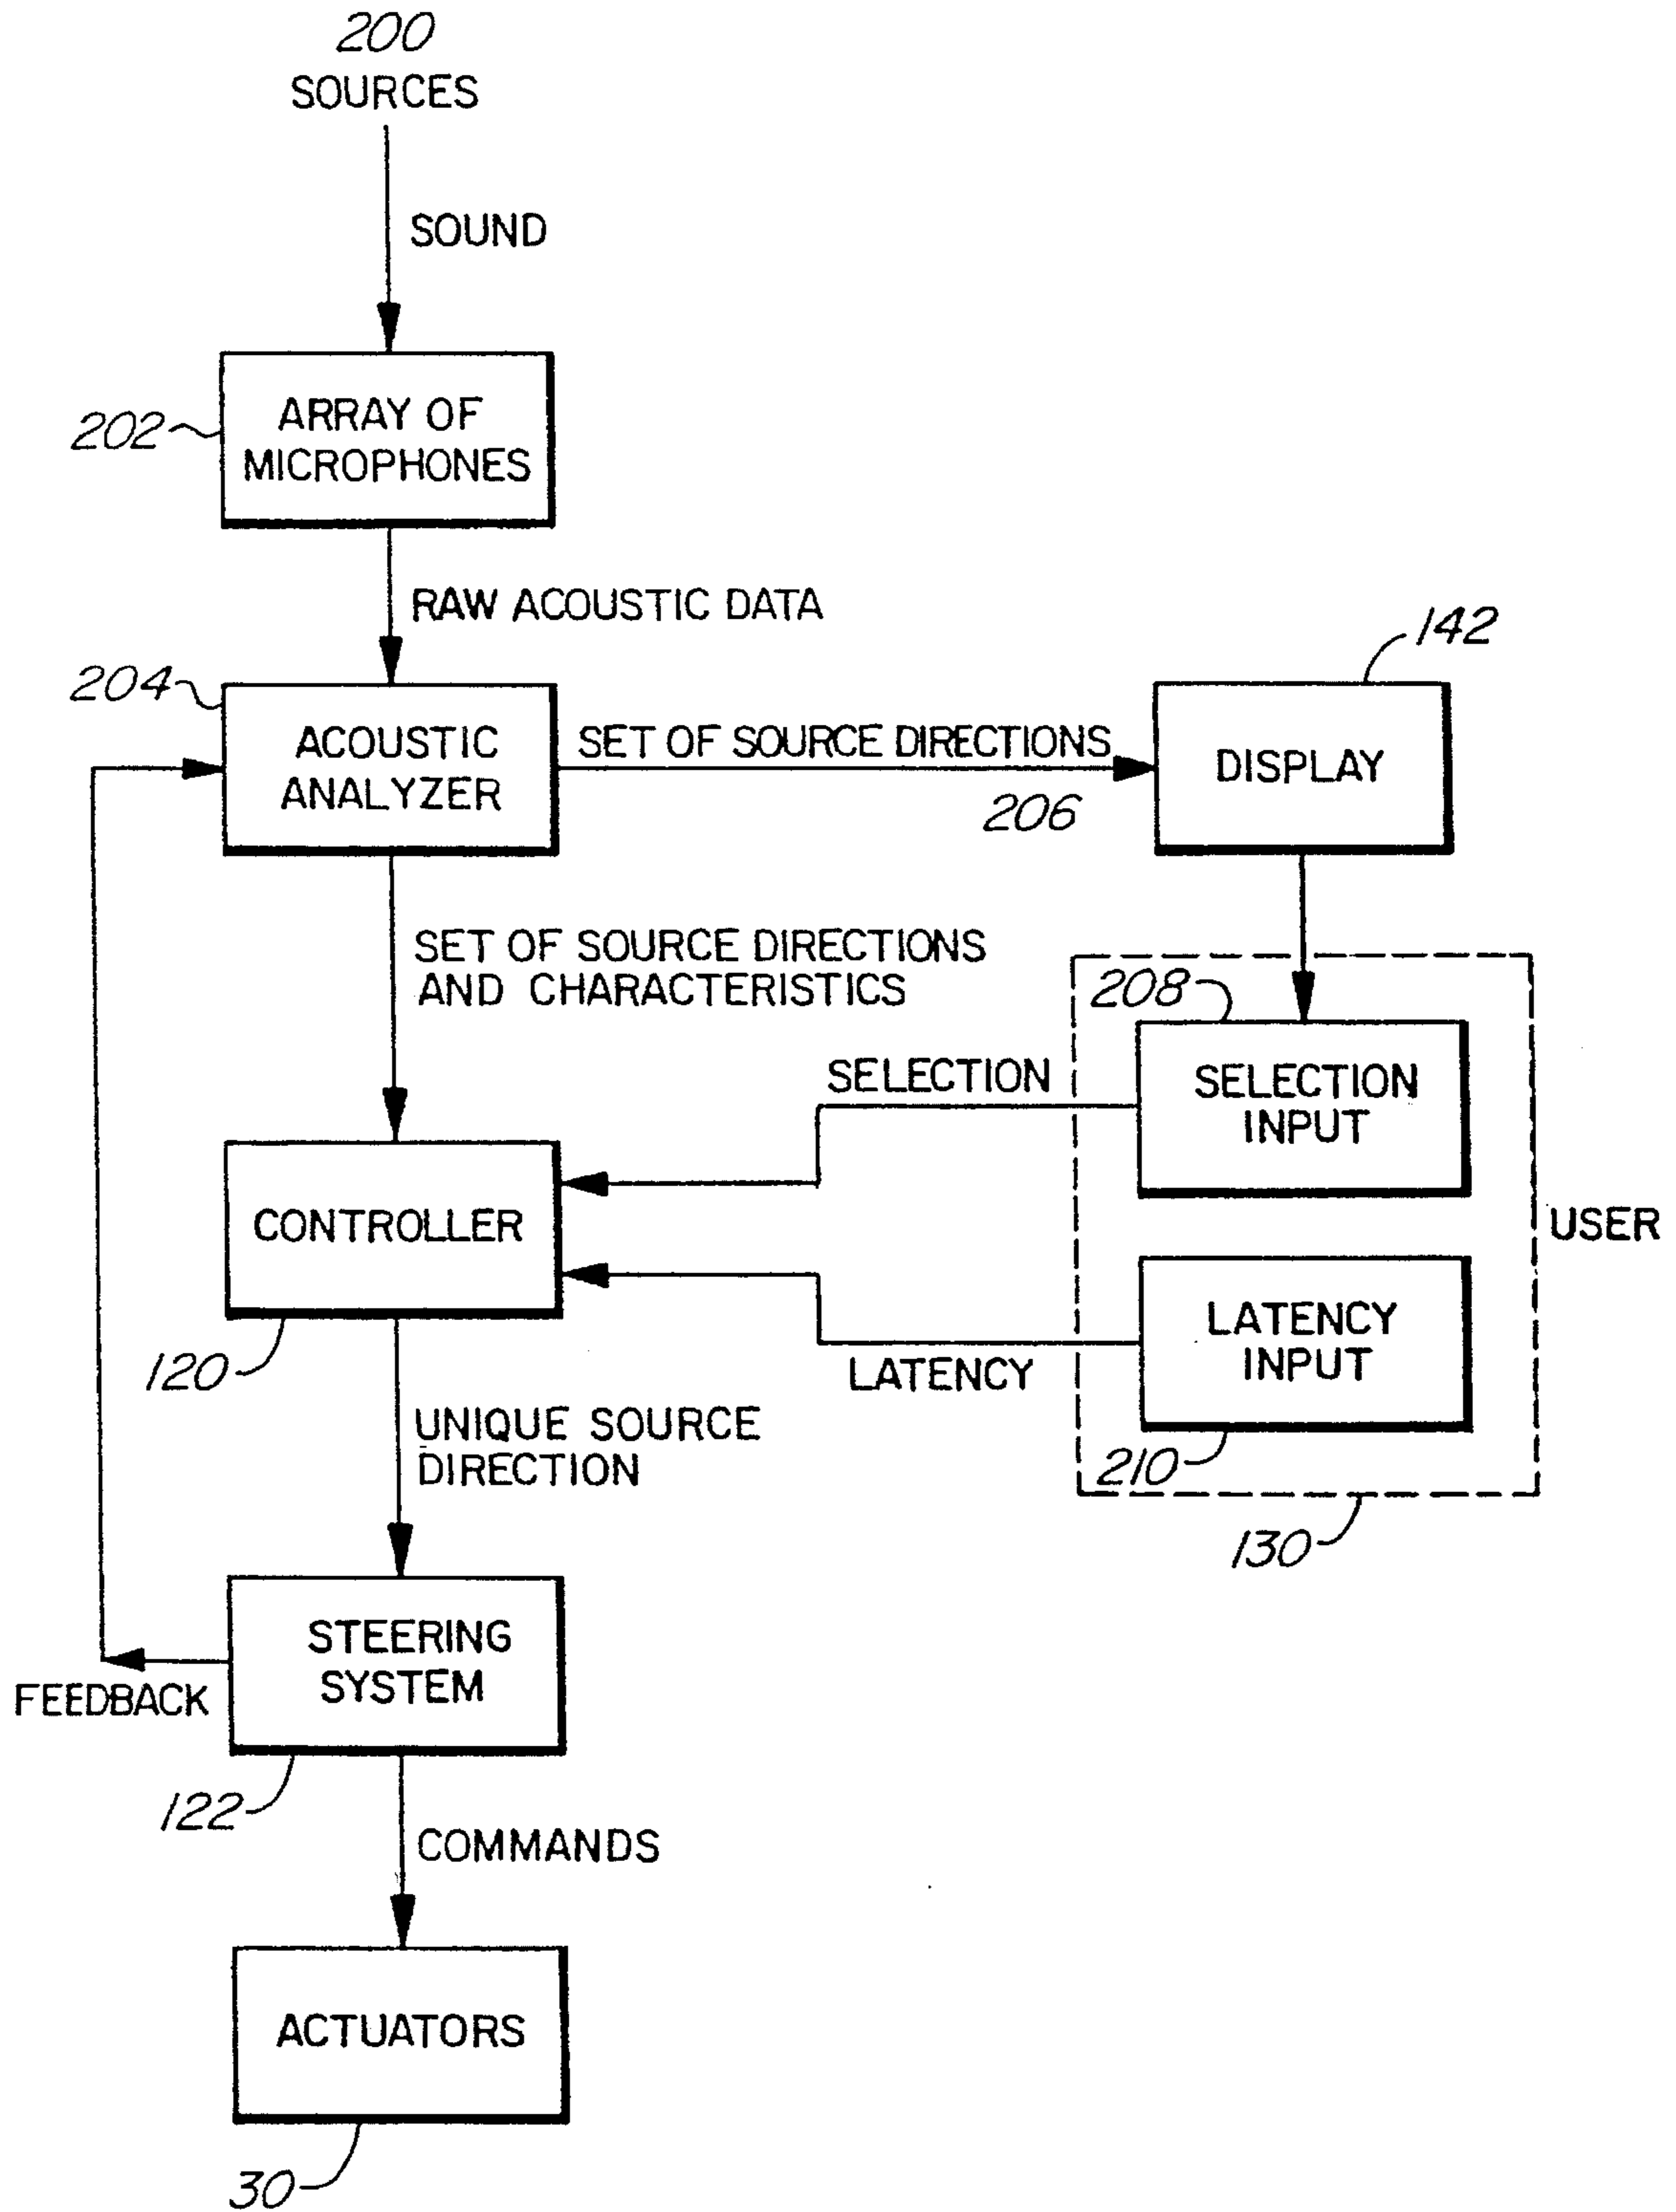 200
SOURCES
SOUND
202
ARRAY OF
MICROPHONES
RAW ACOUSTIC DATA
142
204
ACOUSTIC
ANALYZER
SET OF SOURCE DIRECTIONS
206
DISPLAY
SET OF SOURCE DIRECTIONS
AND CHARACTERISTICS
208
SELECTION
SELECTION
INPUT
CONTROLLER
USER
LATENCY
INPUT
120
LATENCY
UNIQUE SOURCE
DIRECTION
210
130
STEERING
SYSTEM
FEEDBACK
122
COMMANDS
ACTUATORS
30